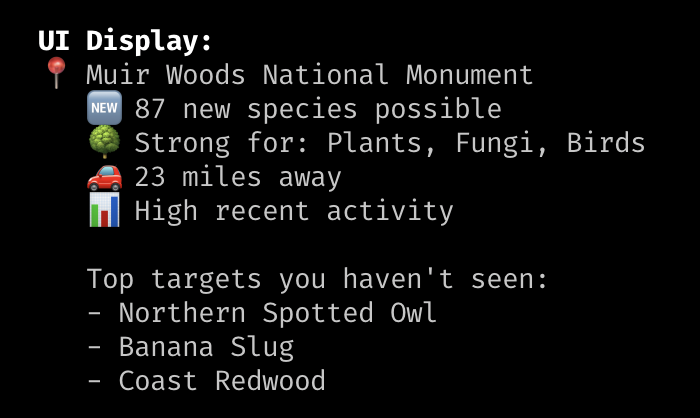 UI Display:
📍 Muir Woods National Monument
🆕 87 new species possible
🌳 Strong for: Plants, Fungi, Birds
🚗 23 miles away
📊 High recent activity
Top targets you haven't seen:
- Northern Spotted Owl
- Banana Slug
- Coast Redwood